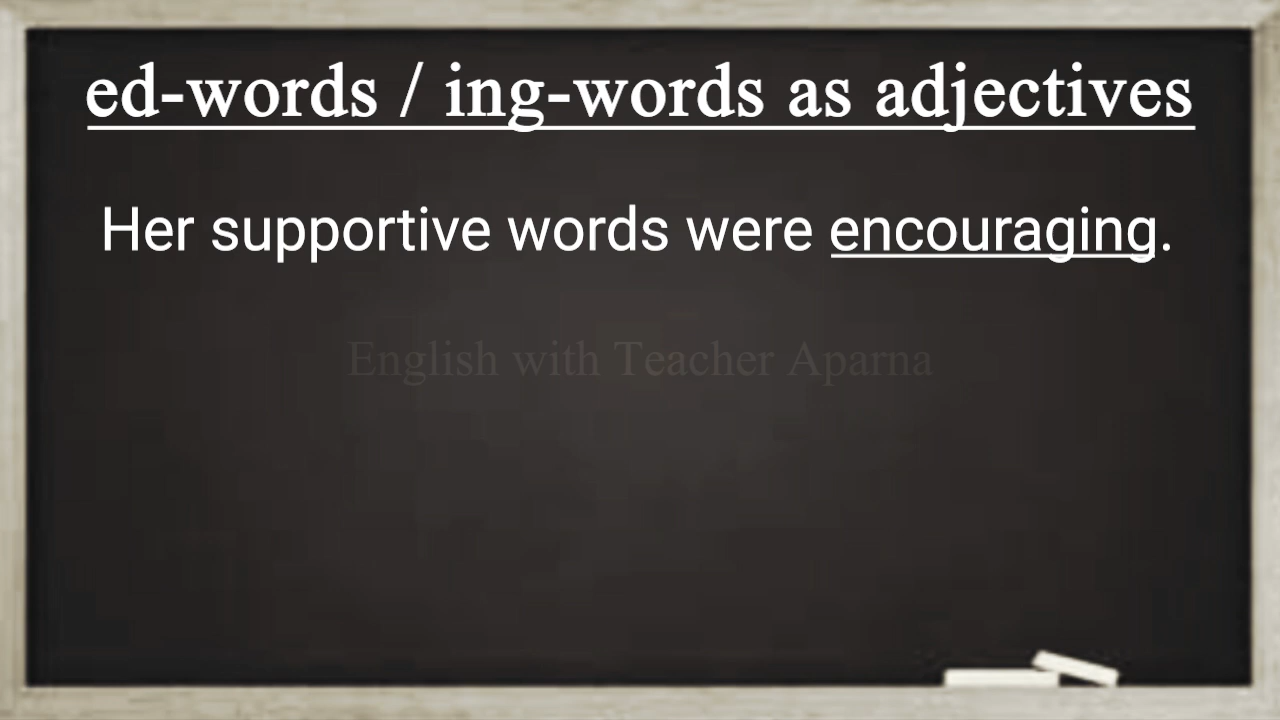 ed-words / ing-words as adjectives
Her supportive words were encouraging.
English with Teacher Aparna